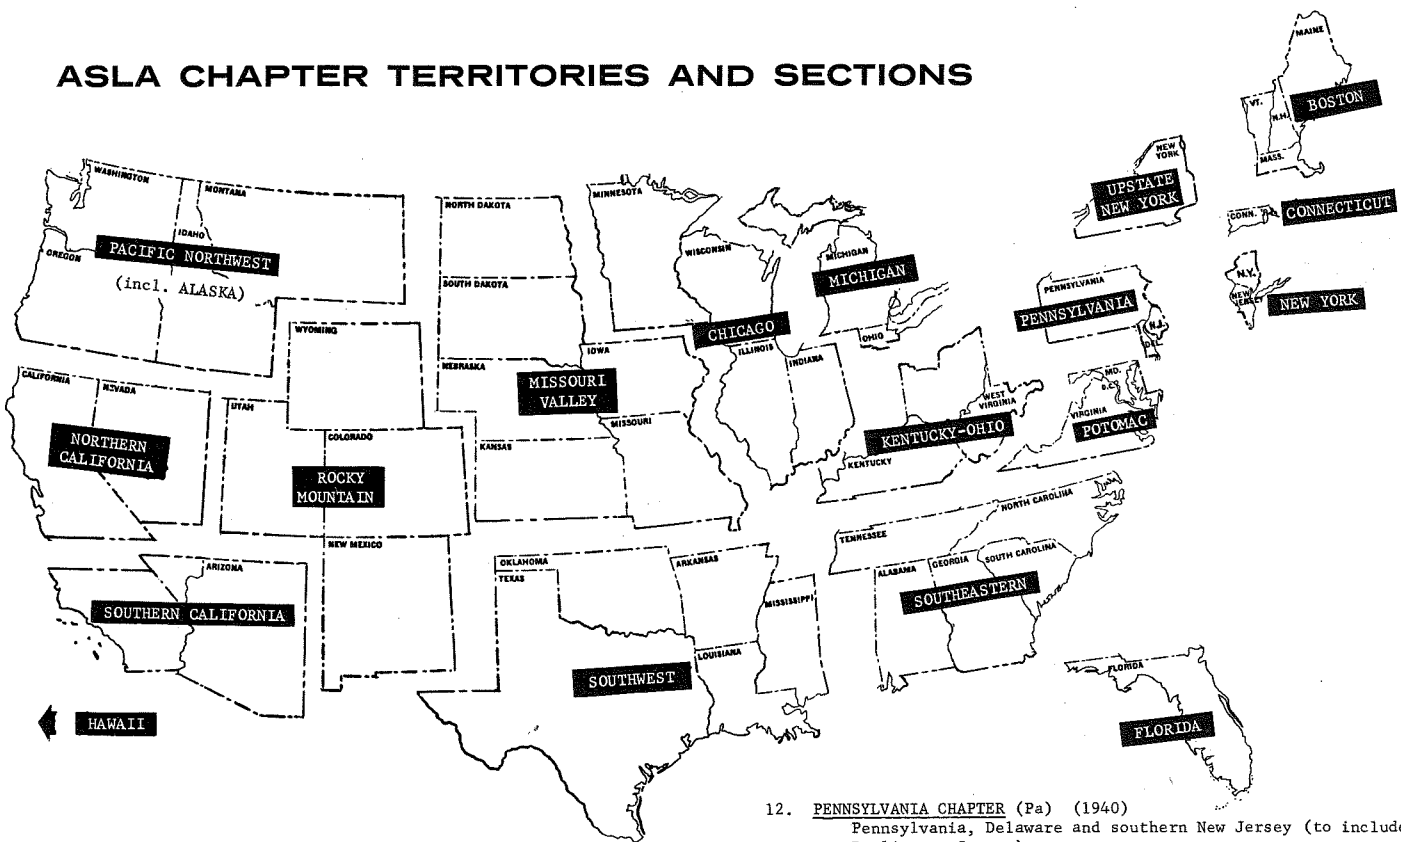 ASLA CHAPTER TERRITORIES AND SECTIONS
MAINE
VT.
N.H.
BOSTON
MASS.
NEW
YORK
UPSTATE
NEW YORK
CONN.
R.I.
CONNECTICUT
WASHINGTON
MONTANA
IDAHO
OREGON
PACIFIC NORTHWEST
(incl. ALASKA)
NORTH DAKOTA
SOUTH DAKOTA
MINNESOTA
WISCONSIN
MICHIGAN
MICHIGAN
CHICAGO
OHIO
ILLINOIS
INDIANA
N.Y.
NEW
JERSEY
NEW YORK
PENNSYLVANIA
PENNSYLVANIA
N.J.
WYOMING
NEBRASKA
IOWA
MISSOURI
VALLEY
MISSOURI
KANSAS
CALIFORNIA
NEVADA
NORTHERN
CALIFORNIA
UTAH
COLORADO
ROCKY
MOUNTAIN
NEW MEXICO
WEST
VIRGINIA
KENTUCKY-OHIO
KENTUCKY
MD.
D.C.
VIRGINIA
POTOMAC
NORTH CAROLINA
TENNESSEE
ALABAMA
GEORGIA
SOUTH CAROLINA
SOUTHEASTERN
ARIZONA
SOUTHERN CALIFORNIA
OKLAHOMA
TEXAS
ARKANSAS
MISSISSIPPI
LOUISIANA
SOUTHWEST
HAWAII
FLORIDA
FLORIDA
12. PENNSYLVANIA CHAPTER (Pa) (1940)
Pennsylvania, Delaware and southern New Jersey (to include